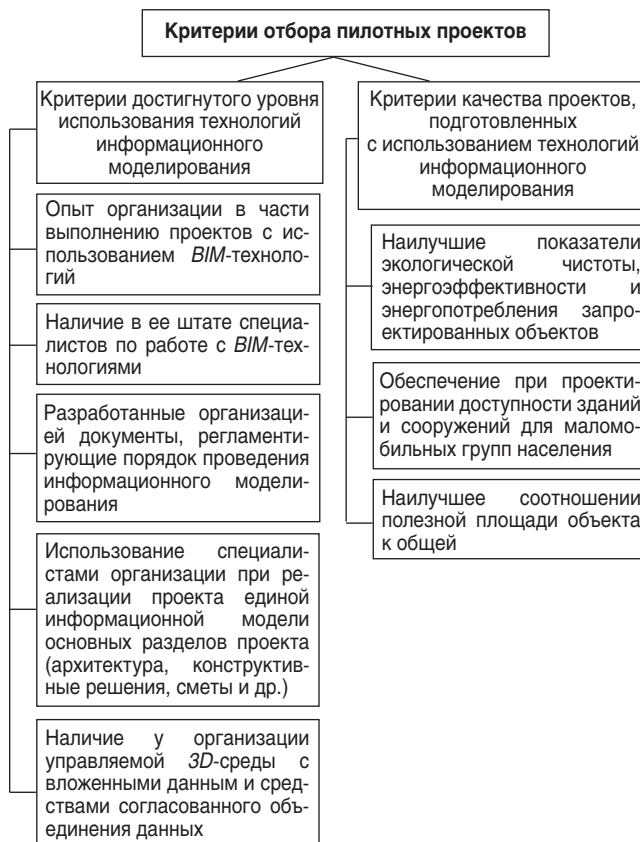 Критерии отбора пилотных проектов
Критерии достигнутого уровня
использования технологий
информационного
моделирования
Опыт организации в части
выполнению проектов с ис-
пользованием BIM-техноло-
гий
Наличие в ее штате специа-
листов по работе с BIM-тех-
нологиями
Разработанные организаци-
ей документы, регламенти-
рующие порядок проведения
информационного модели-
рования
Использование специали-
стами организации при ре-
ализации проекта единой
информационной модели
основных разделов проекта
(архитектура, конструктив-
ные решения, сметы и др.)
Наличие у организации
управляемой 3D-среды с
вложенными данным и сред-
ствами согласованного объ-
единения данных
Критерии качества проектов,
подготовленных
с использованием технологий
информационного
моделирования
Наилучшие показатели
экологической чистоты,
энергоэффективности и
энергопотребления запро-
ектированных объектов
Обеспечение при проекти-
ровании доступности зданий
и сооружений для маломо-
бильных групп населения
Наилучшее соотношении
полезной площади объекта
к общей